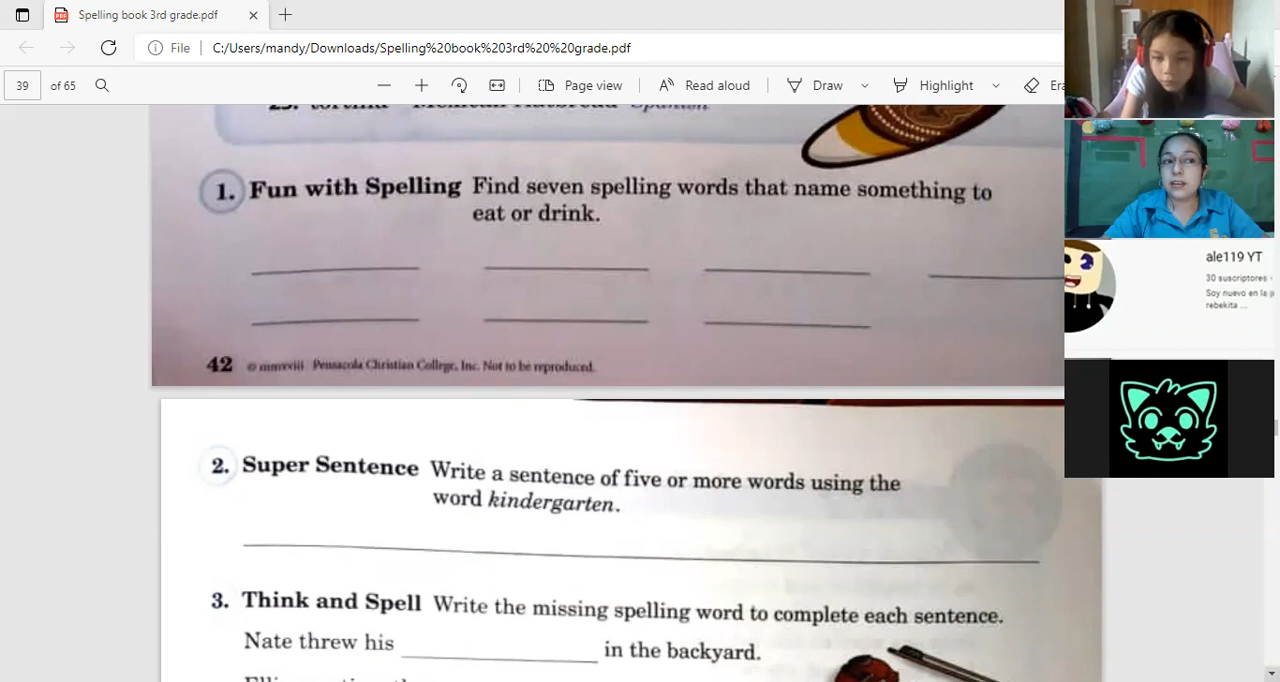 Spelling book 3rd grade.pdf
File C:/Users/mandy/Downloads/Spelling%20book%203rd%20%20grade.pdf
39 of 65 Page view Read aloud Draw Highlight Era
1. Fun with Spelling Find seven spelling words that name something to
eat or drink.
42 © mmxviii Pensacola Christian College, Inc. Not to be reproduced.
2. Super Sentence Write a sentence of five or more words using the
word kindergarten.
3. Think and Spell Write the missing spelling word to complete each sentence.
Nate threw his in the backyard.
ale119 YT
30 suscriptores
Soy nuevo en la
rebekita ...